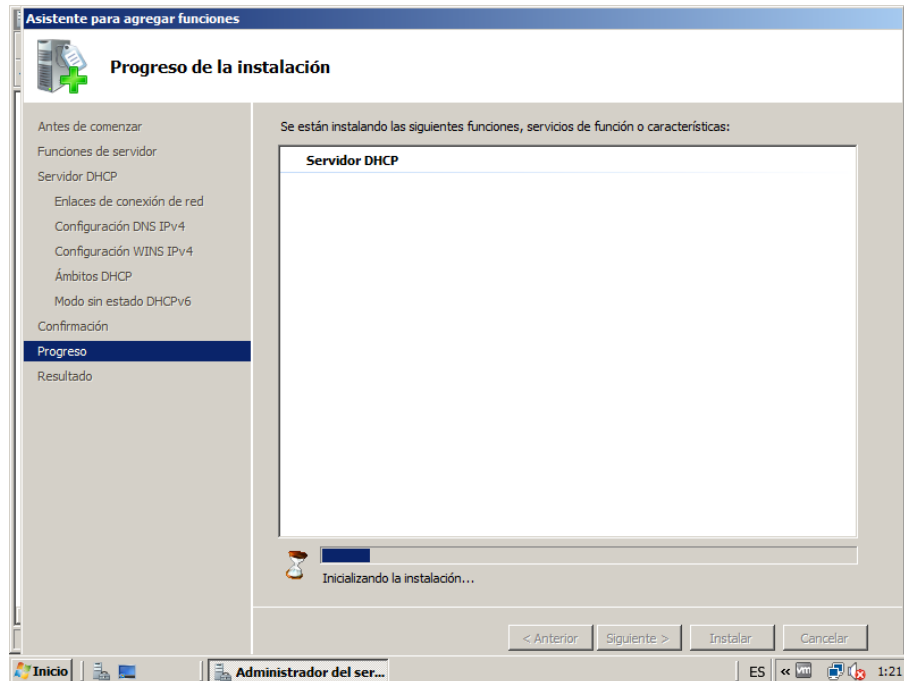 Asistente para agregar funciones
Progreso de la instalación
Antes de comenzar
Funciones de servidor
Servidor DHCP
Enlaces de conexión de red
Configuración DNS IPv4
Configuración WINS IPv4
Ámbitos DHCP
Modo sin estado DHCPv6
Confirmación
Progreso
Resultado
Se están instalando las siguientes funciones, servicios de función o características:
Servidor DHCP
Inicializando la instalación...
< Anterior
Siguiente >
Instalar
Cancelar
Inicio
Administrador del ser...
ES
«
vm
1:21